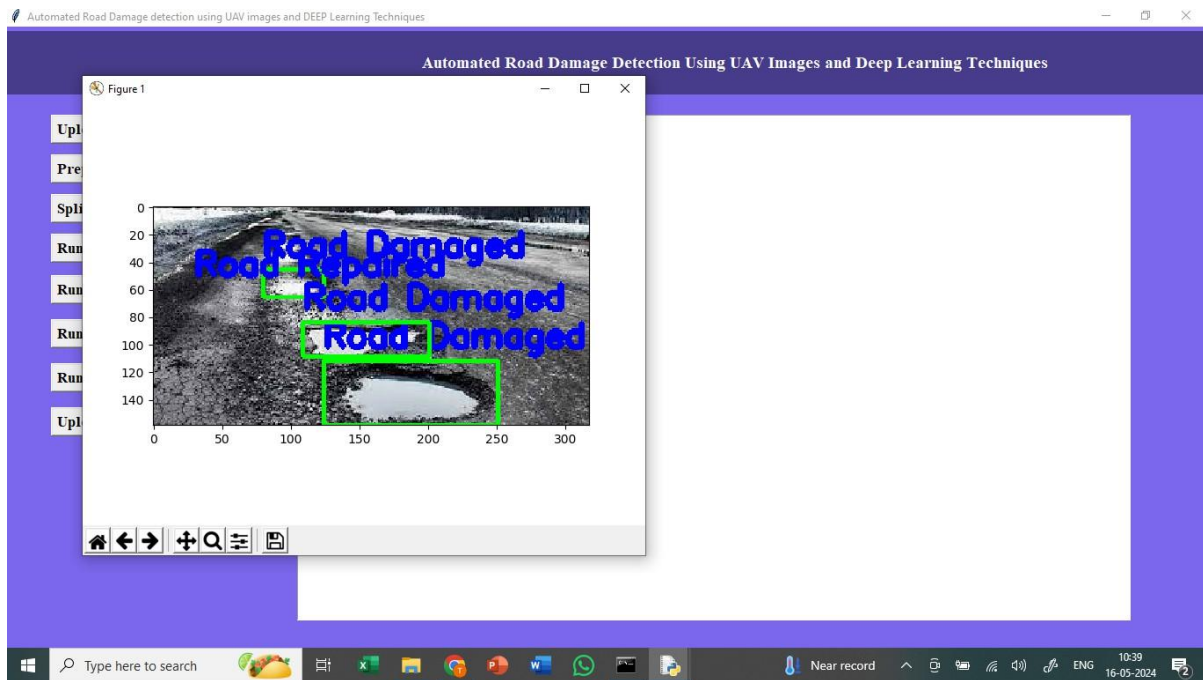 Automated Road Damage detection using UAV images and DEEP Learning Techniques
Automated Road Damage Detection Using UAV Images and Deep Learning Techniques
Figure 1
Upl
Pre
Spli
Run
Run
Run
Run
Upl
Road Damaged
Road Repaired
Road Damaged
Road Damaged
0
20
40
60
80
100
120
140
0 50 100 150 200 250 300
Type here to search
Near record
ENG
10:39
16-05-2024
2